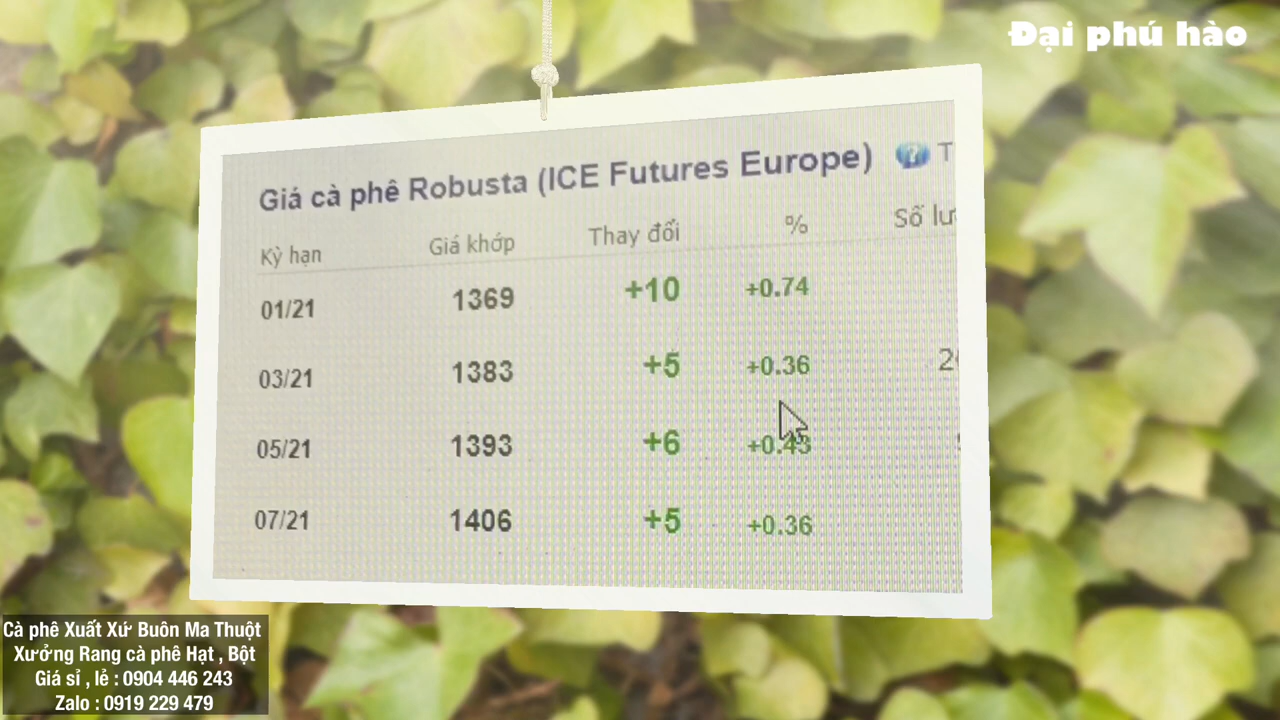 Đại phú hào
Giá cà phê Robusta (ICE Futures Europe)
Kỳ hạn Giá khớp Thay đổi % Số
01/21 1369 +10 +0.74
03/21 1383 +5 +0.36
05/21 1393 +6 +0.43
07/21 1406 +5 +0.36
Cà phê Xuất Xứ Buôn Ma Thuột
Xưởng Rang cà phê Hạt , Bột
Giá sỉ , lẻ : 0904 446 243
Zalo : 0919 229 479